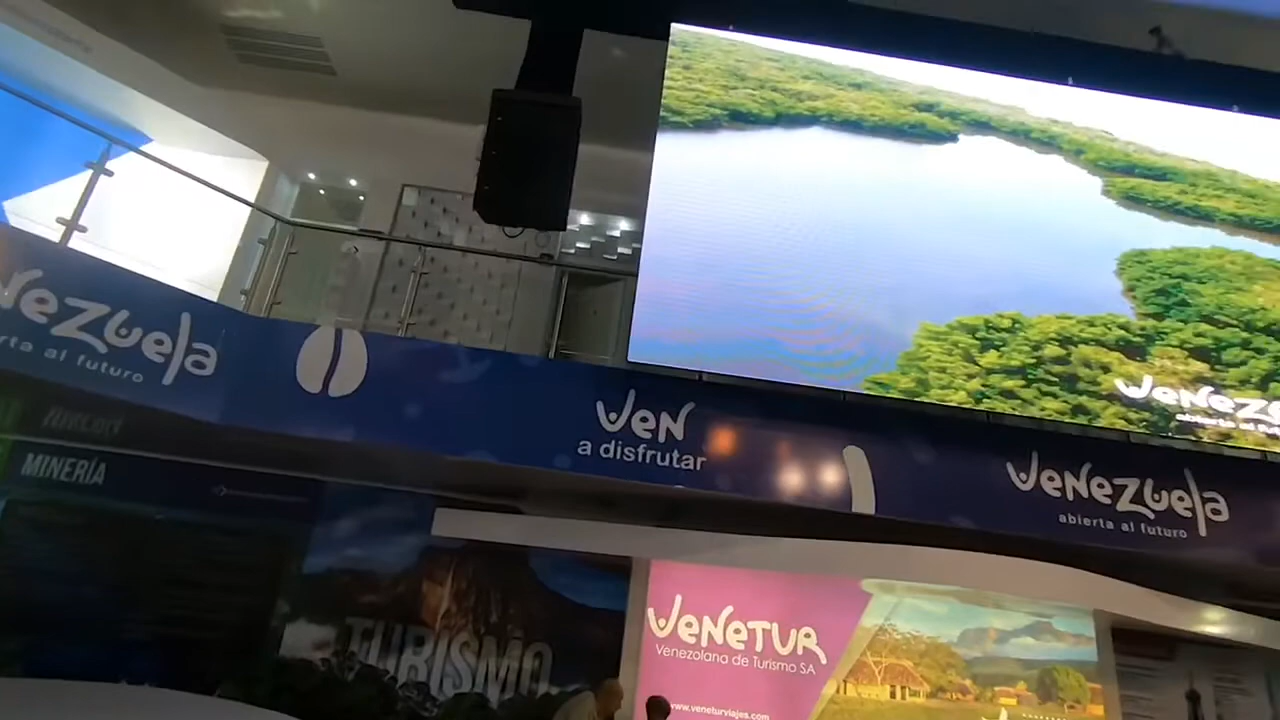 Venezuela
abierta al futuro
Ven
a disfrutar
Venezuela
abierta al futuro
MINERÍA
TURISMO
Venetur
Venezolana de Turismo SA
www.veneturviajes.com